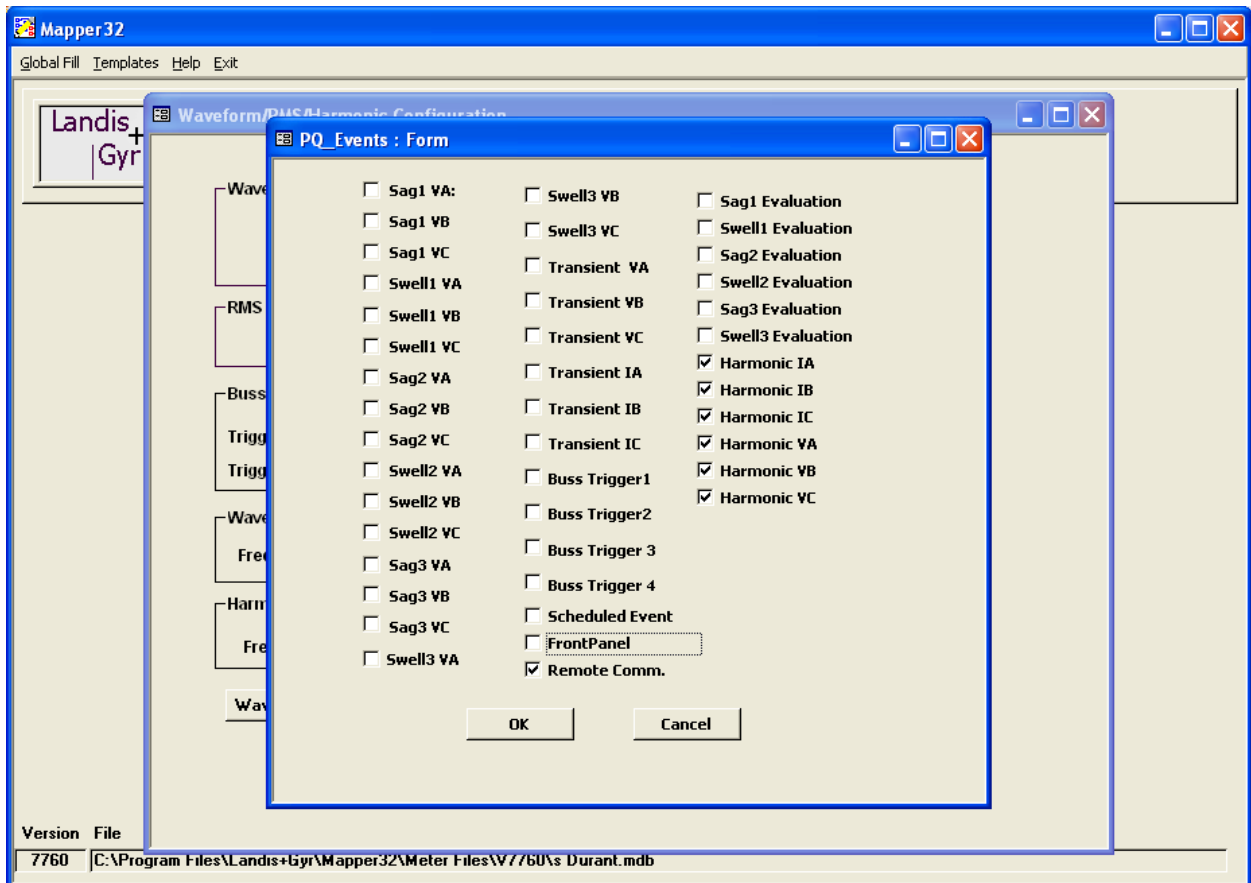 Mapper32
Global Fill Templates Help Exit
Landis+
Gyr
Waveform/RMS/Harmonic Configuration
PQ_Events : Form
Wave
RMS
Buss
Trigg
Trigg
Wave
Free
Harm
Fre
Wav
Sag1 VA:
Sag1 VB
Sag1 VC
Swell1 VA
Swell1 VB
Swell1 VC
Sag2 VA
Sag2 VB
Sag2 VC
Swell2 VA
Swell2 VB
Swell2 VC
Sag3 VA
Sag3 VB
Sag3 VC
Swell3 VA
Swell3 VB
Swell3 VC
Transient VA
Transient VB
Transient VC
Transient IA
Transient IB
Transient IC
Buss Trigger1
Buss Trigger2
Buss Trigger 3
Buss Trigger 4
Scheduled Event
FrontPanel
Remote Comm.
Sag1 Evaluation
Swell1 Evaluation
Sag2 Evaluation
Swell2 Evaluation
Sag3 Evaluation
Swell3 Evaluation
Harmonic IA
Harmonic IB
Harmonic IC
Harmonic VA
Harmonic VB
Harmonic VC
OK Cancel
Version File
7760 C:\Program Files\Landis+Gyr\Mapper32\Meter Files\V7760\s Durant.mdb